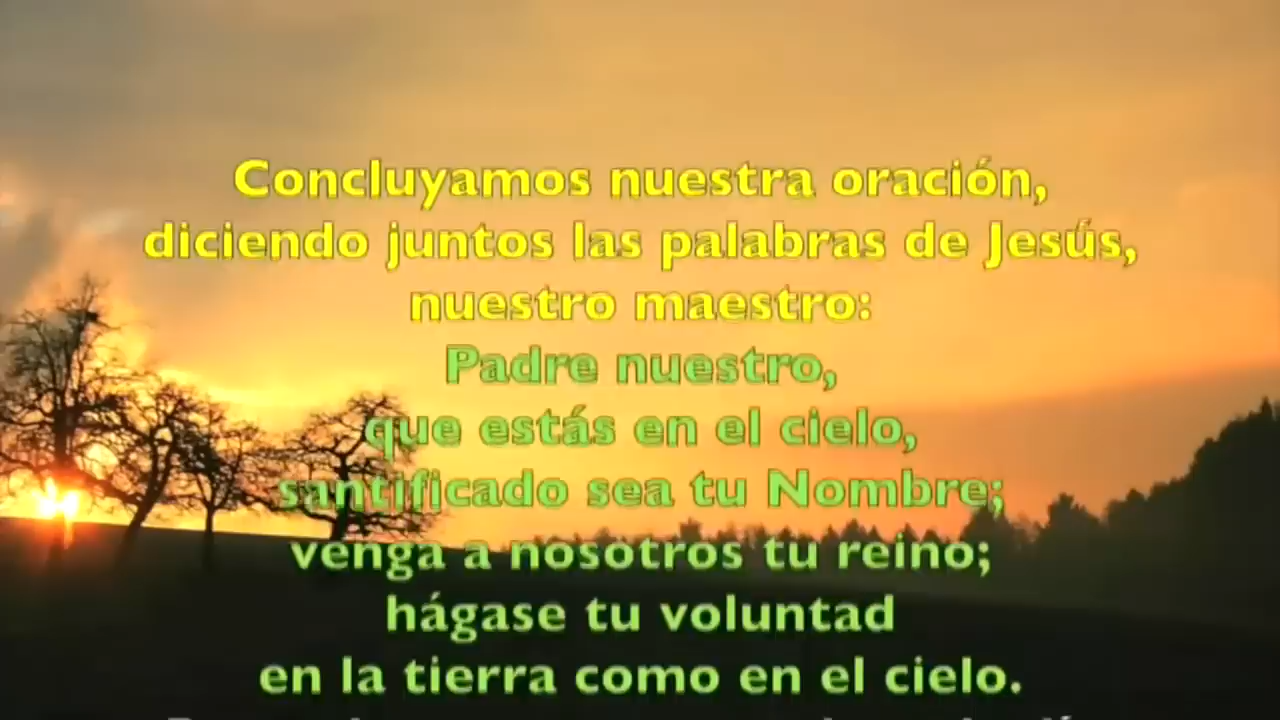 Concluyamos nuestra oración,
diciendo juntos las palabras de Jesús,
nuestro maestro:
Padre nuestro,
que estás en el cielo,
santificado sea tu Nombre;
venga a nosotros tu reino;
hágase tu voluntad
en la tierra como en el cielo.